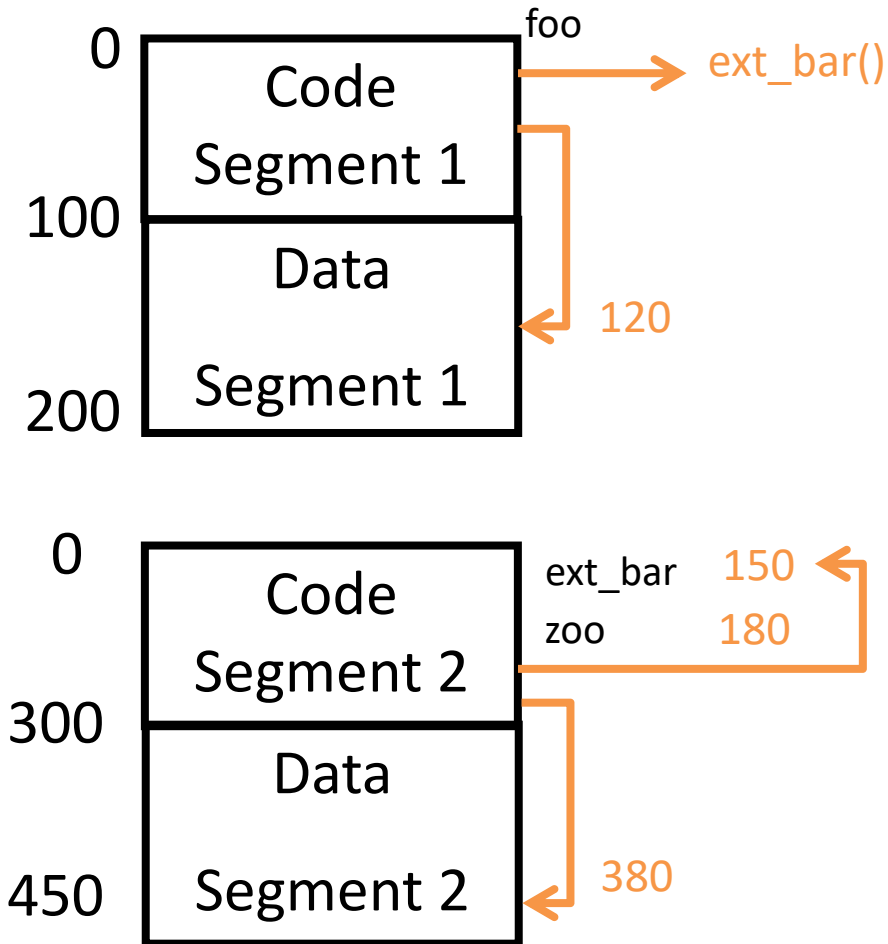 0
foo
ext_bar()
Code
Segment 1
100
Data
120
Segment 1
200
0
ext_bar 150
Code
zoo 180
Segment 2
300
Data
380
Segment 2
450